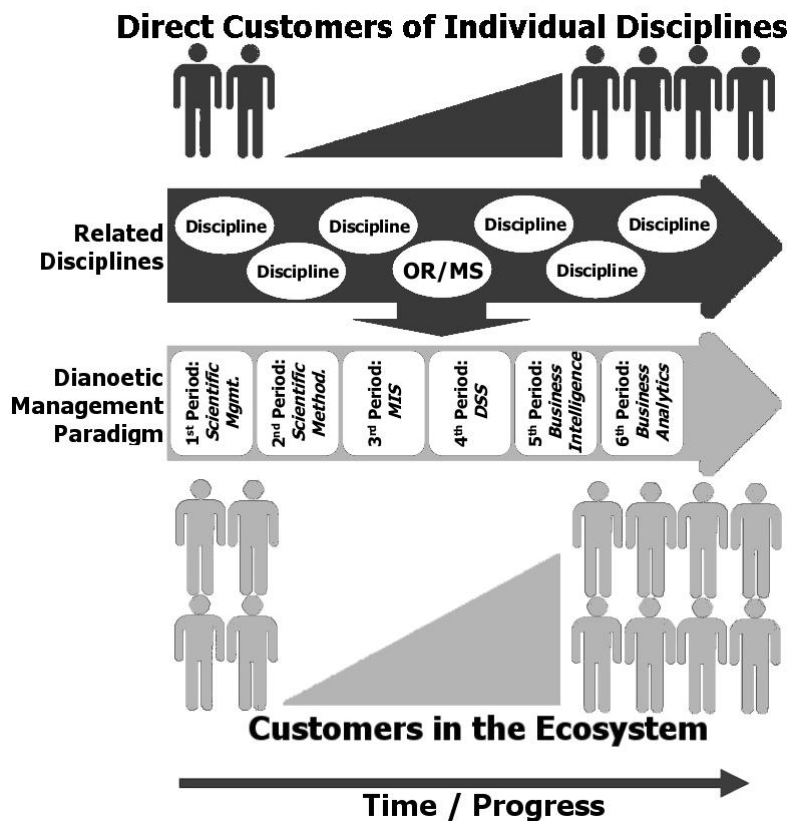 Direct Customers of Individual Disciplines
Related
Disciplines
Discipline
Discipline
Discipline
OR/MS
Discipline
Discipline
Discipline
Dianoetic
Management
Paradigm
1st Period:
Scientific
Mgmt.
2nd Period:
Scientific
Method.
3rd Period:
MIS
4th Period:
DSS
5th Period:
Business
Intelligence
6th Period:
Business
Analytics
Customers in the Ecosystem
Time / Progress